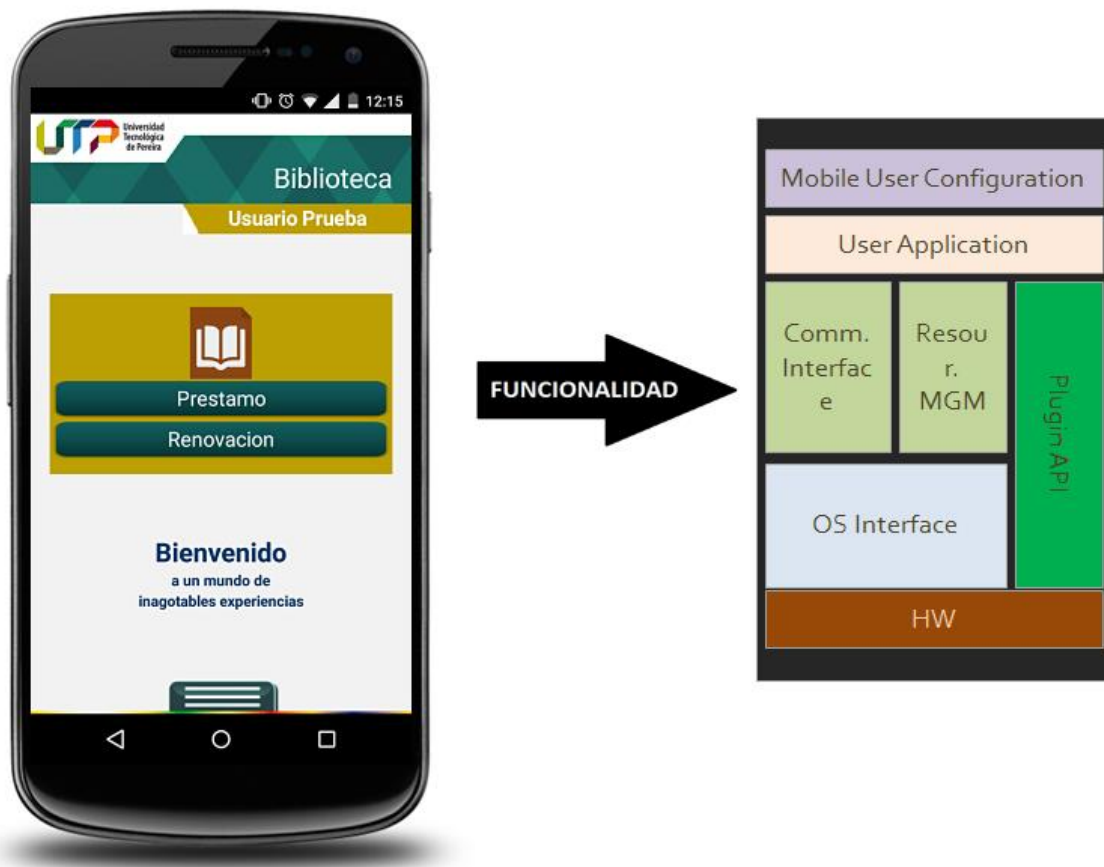 12:15
UTP
Universidad
Tecnológica
de Pereira
Biblioteca
Usuario Prueba
Prestamo
Renovacion
Bienvenido
a un mundo de
inagotables experiencias
FUNCIONALIDAD
Mobile User Configuration
User Application
Comm.
Interfac
e
Resou
r.
MGM
Plugin API
OS Interface
HW